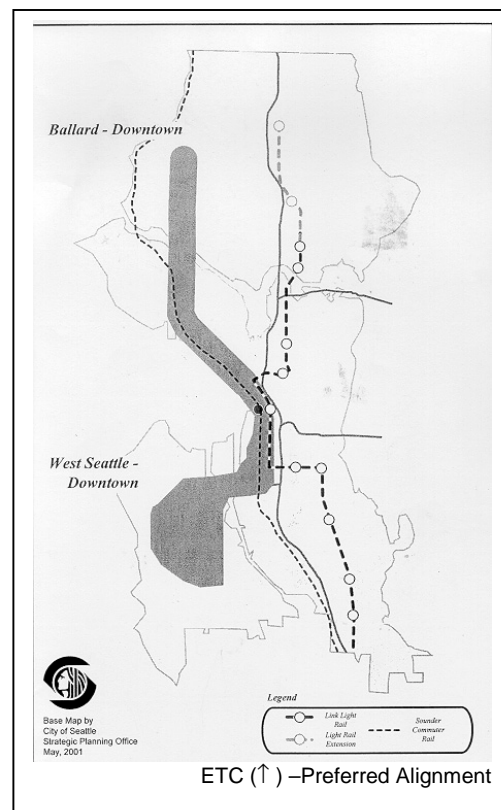 Ballard - Downtown
West Seattle -
Downtown
Base Map by
City of Seattle
Strategic Planning Office
May, 2001
Legend
Link Light
Rail
Light Rail
Extension
Sounder
Commuter
Rail
ETC (↑ ) –Preferred Alignment